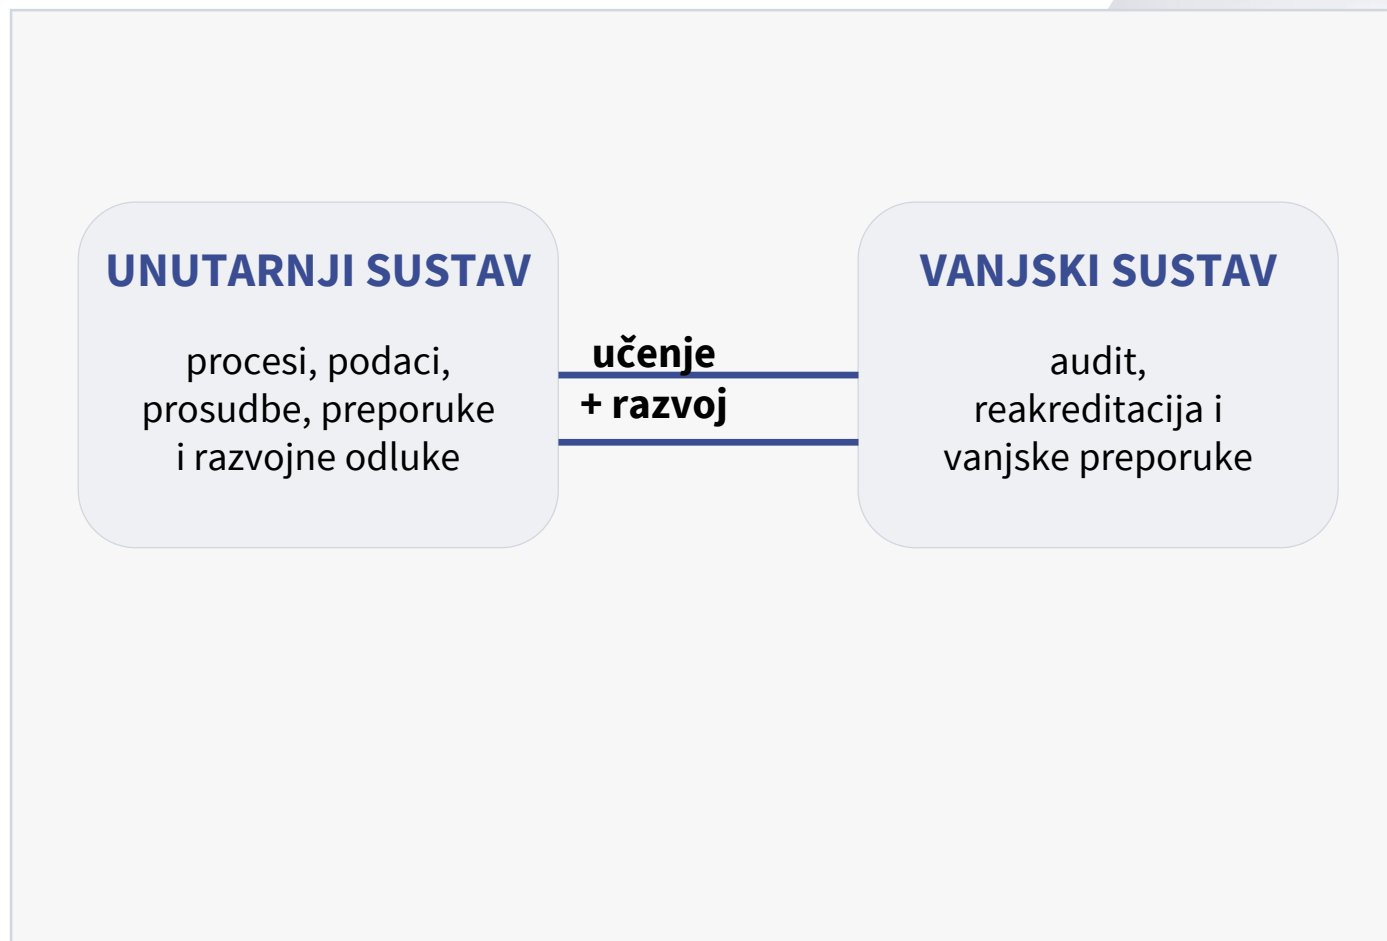 UNUTARNJI SUSTAV
procesi, podaci,
prosudbe, preporuke
i razvojne odluke
učenje
+ razvoj
VANJSKI SUSTAV
audit,
reakreditacija i
vanjske preporuke